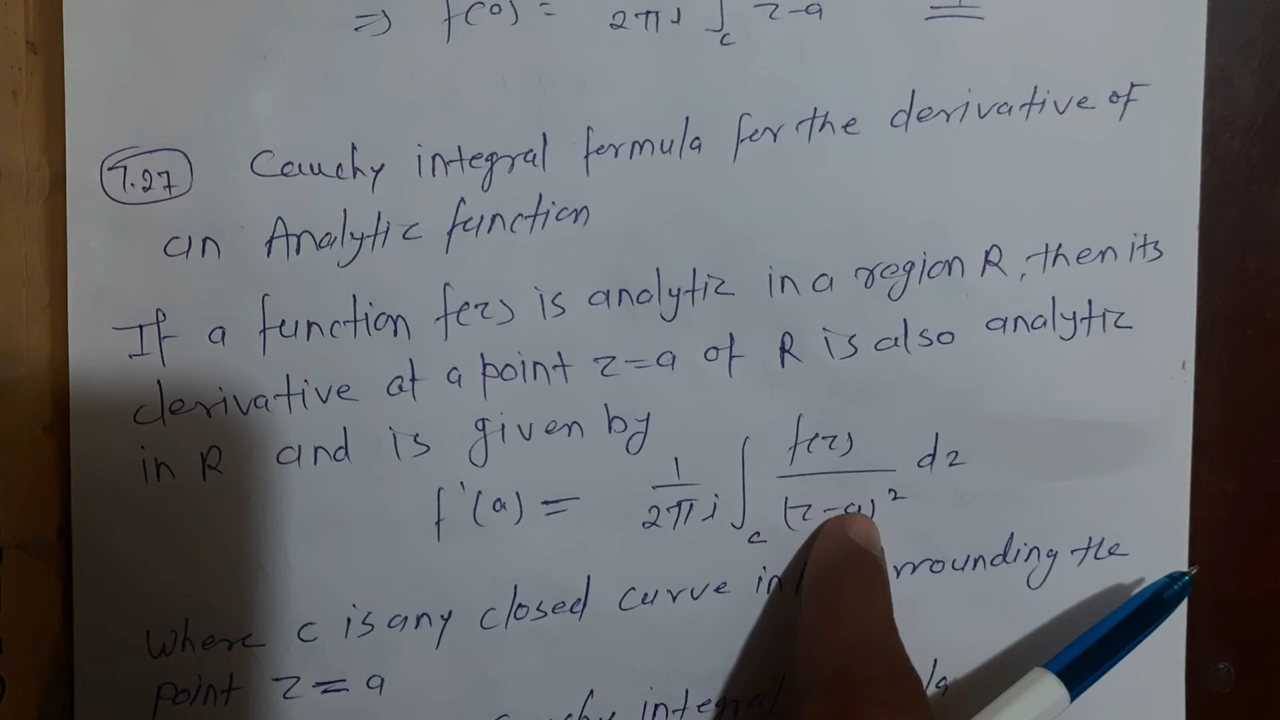 ⇒ f(a) = 2πi ∫c z-a
7.27 Cauchy integral formula for the derivative of
an Analytic function
If a function f(z) is analytic in a region R, then its
derivative at a point z=a of R is also analytic
in R and is given by
f'(a) = 1/2πi ∫c f(z)/(z-a)² dz
Where c is any closed curve in rrounding the
point z=a
integral